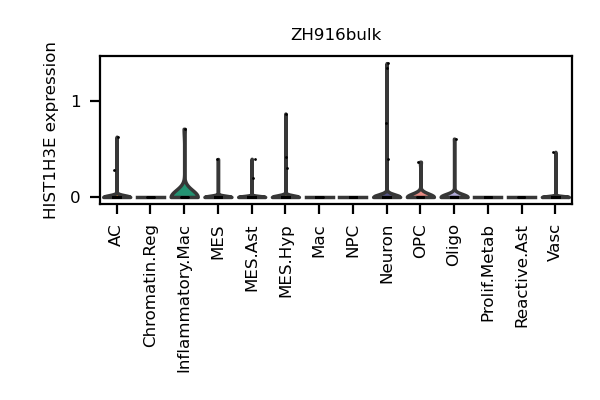 ZH916bulk
HIST1H3E expression
1
0
AC
Chromatin.Reg
Inflammatory.Mac
MES
MES.Ast
MES.Hyp
Mac
NPC
Neuron
OPC
Oligo
Prolif.Metab
Reactive.Ast
Vasc